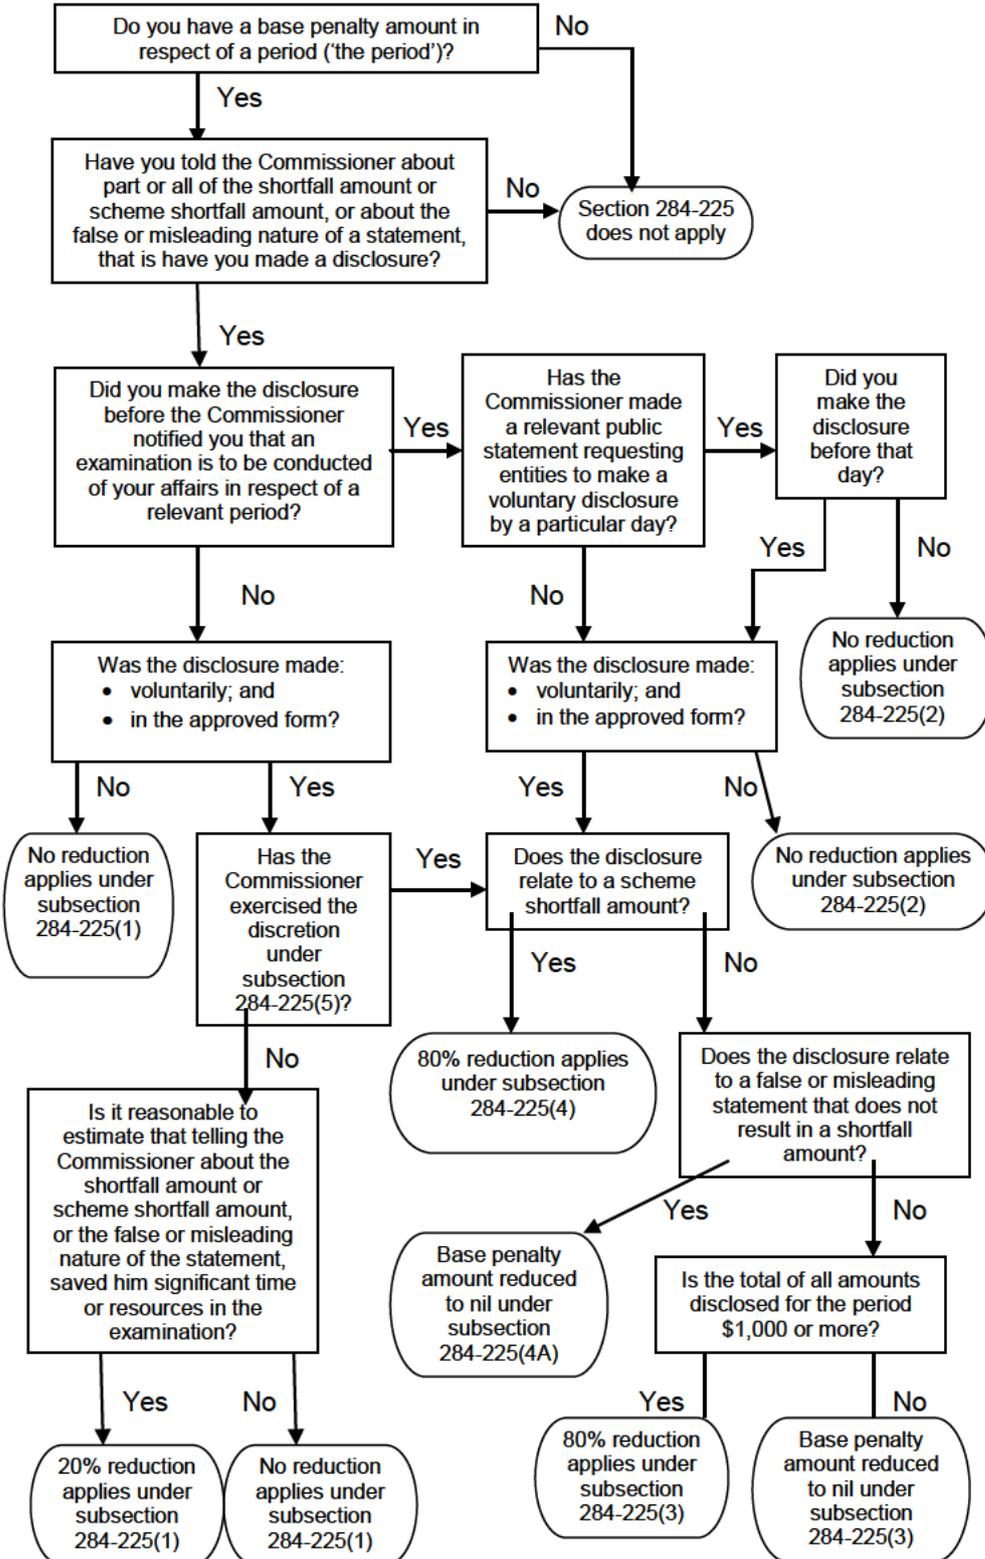 Do you have a base penalty amount in
respect of a period (‘the period’)?
No
Yes
Have you told the Commissioner about
part or all of the shortfall amount or
scheme shortfall amount, or about the
false or misleading nature of a statement,
that is have you made a disclosure?
No
Section 284-225
does not apply
Yes
Did you make the disclosure
before the Commissioner
notified you that an
examination is to be conducted
of your affairs in respect of a
relevant period?
Yes
Has the
Commissioner made
a relevant public
statement requesting
entities to make a
voluntary disclosure
by a particular day?
Yes
Did you
make the
disclosure
before that
day?
No
No
Yes
No
Was the disclosure made:
• voluntarily; and
• in the approved form?
Was the disclosure made:
• voluntarily; and
• in the approved form?
No reduction
applies under
subsection
284-225(2)
No
Yes
Yes
No
No reduction
applies under
subsection
284-225(1)
Has the
Commissioner
exercised the
discretion
under
subsection
284-225(5)?
Yes
Does the disclosure
relate to a scheme
shortfall amount?
No reduction applies
under subsection
284-225(2)
Yes
No
No
80% reduction applies
under subsection
284-225(4)
Does the disclosure relate
to a false or misleading
statement that does not
result in a shortfall
amount?
Is it reasonable to
estimate that telling the
Commissioner about the
shortfall amount or
scheme shortfall amount,
or the false or misleading
nature of the statement,
saved him significant time
or resources in the
examination?
Yes
No
Base penalty
amount reduced
to nil under
subsection
284-225(4A)
Is the total of all amounts
disclosed for the period
$1,000 or more?
Yes
No
Yes
No
20% reduction
applies under
subsection
284-225(1)
No reduction
applies under
subsection
284-225(1)
80% reduction
applies under
subsection
284-225(3)
Base penalty
amount reduced
to nil under
subsection
284-225(3)